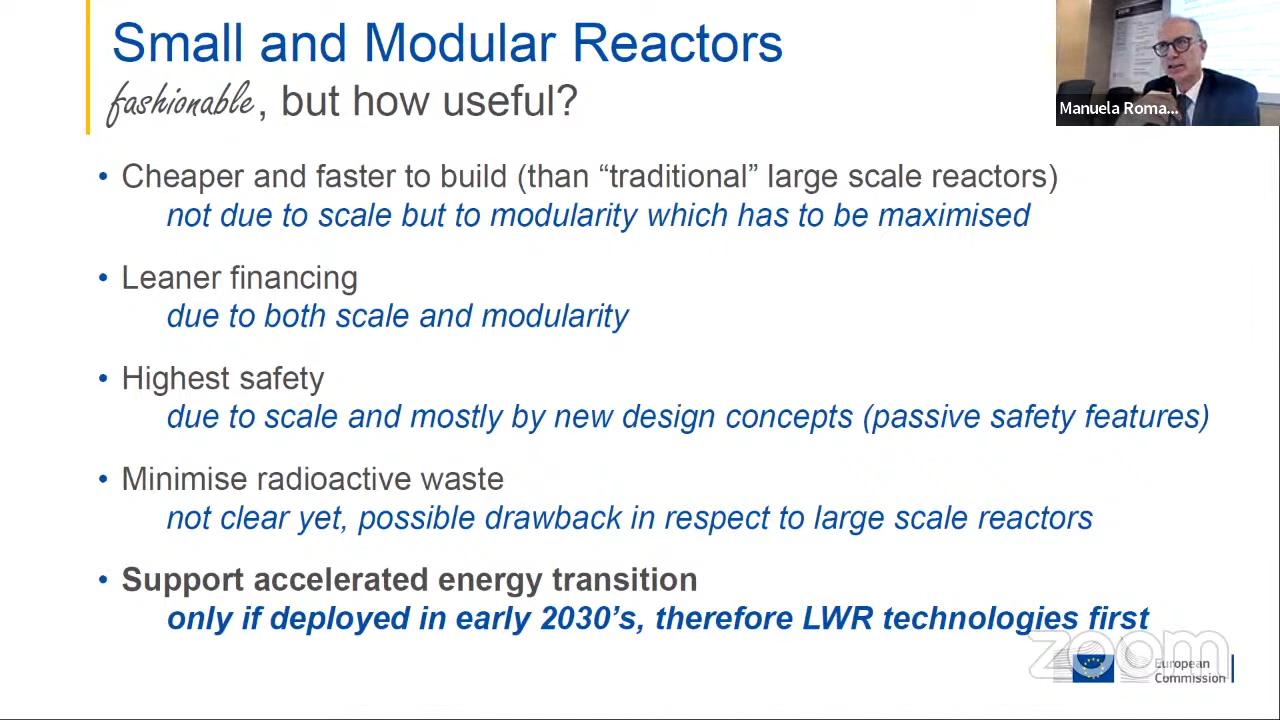 Small and Modular Reactors
fashionable, but how useful?
Manuela Roma...
• Cheaper and faster to build (than “traditional” large scale reactors)
not due to scale but to modularity which has to be maximised
• Leaner financing
due to both scale and modularity
• Highest safety
due to scale and mostly by new design concepts (passive safety features)
• Minimise radioactive waste
not clear yet, possible drawback in respect to large scale reactors
• Support accelerated energy transition
only if deployed in early 2030’s, therefore LWR technologies first
zoom
European
Commission